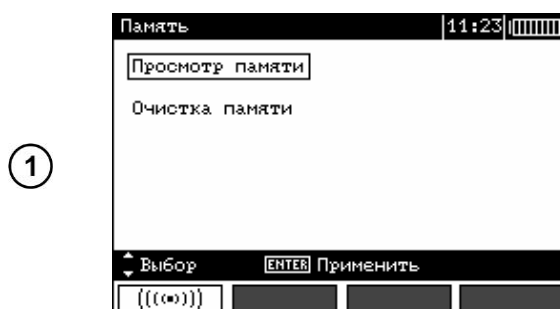 Память 11:23
Просмотр памяти
Очистка памяти
1
Выбор ENTER Применить
(((•)))